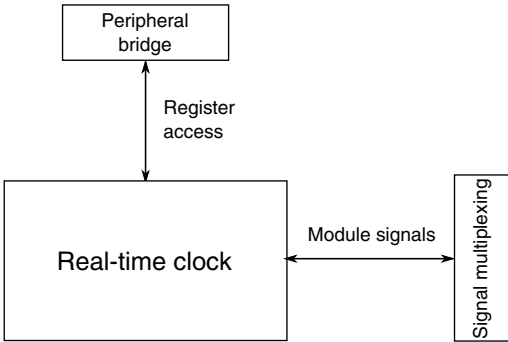 Peripheral
bridge
Register
access
Real-time clock
Module signals
Signal multiplexing